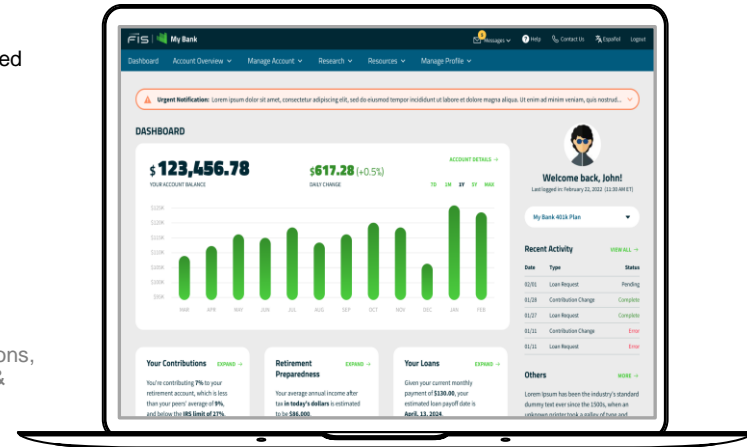 ed
ons,
&
FIS My Bank
Messages Help Contact Us Español Logout
Dashboard Account Overview Manage Account Research Resources Manage Profile
Urgent Notification: Lorem ipsum dolor sit amet, consectetur adipiscing elit, sed do eiusmod tempor incididunt ut labore et dolore magna aliqua. Ut enim ad minim veniam, quis nostrud...
DASHBOARD
$123,456.78
YOUR ACCOUNT BALANCE
$617.28 (+0.5%)
DAILY CHANGE
ACCOUNT DETAILS →
1M 1Y 5Y MAX
MAR APR MAY JUN JUL AUG SEP OCT NOV DEC JAN FEB
Welcome back, John!
Last logged in: February 22, 2022 (11:30 AM ET)
My Bank 401k Plan
Recent Activity VIEW ALL →
Date Type Status
02/01 Loan Request Pending
01/28 Contribution Change Complete
01/27 Loan Request Complete
01/21 Contribution Change Error
Loan Request Error
Your Contributions EXPAND →
You're contributing 7% to your
retirement account, which is less
than your peers' average of 9%,
and below the IRS limit of 27%.
Retirement EXPAND →
Preparedness
Your average annual income after
tax in today's dollars is estimated
to be $86,000.
Your Loans EXPAND →
Given your current monthly
payment of $130.00, your
estimated loan payoff date is
April, 13, 2024.
Others MORE →
Lorem Ipsum has been the industry's standard
dummy text ever since the 1500s, when an
unknown printer took a galley of type and